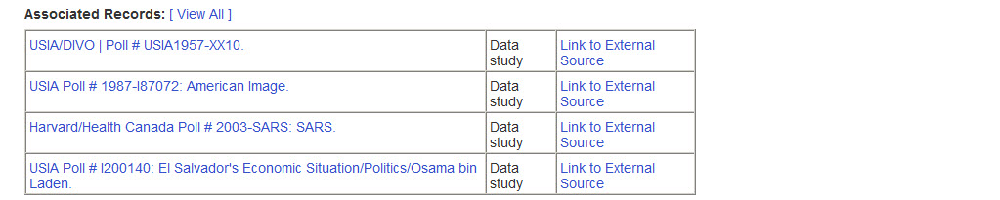 Associated Records: [ View All ]
USIA/DIVO | Poll # USIA1957-XX10.
Data study
Link to External Source
USIA Poll # 1987-I87072: American Image.
Data study
Link to External Source
Harvard/Health Canada Poll # 2003-SARS: SARS.
Data study
Link to External Source
USIA Poll # I200140: El Salvador's Economic Situation/Politics/Osama bin
Laden.
Data study
Link to External Source